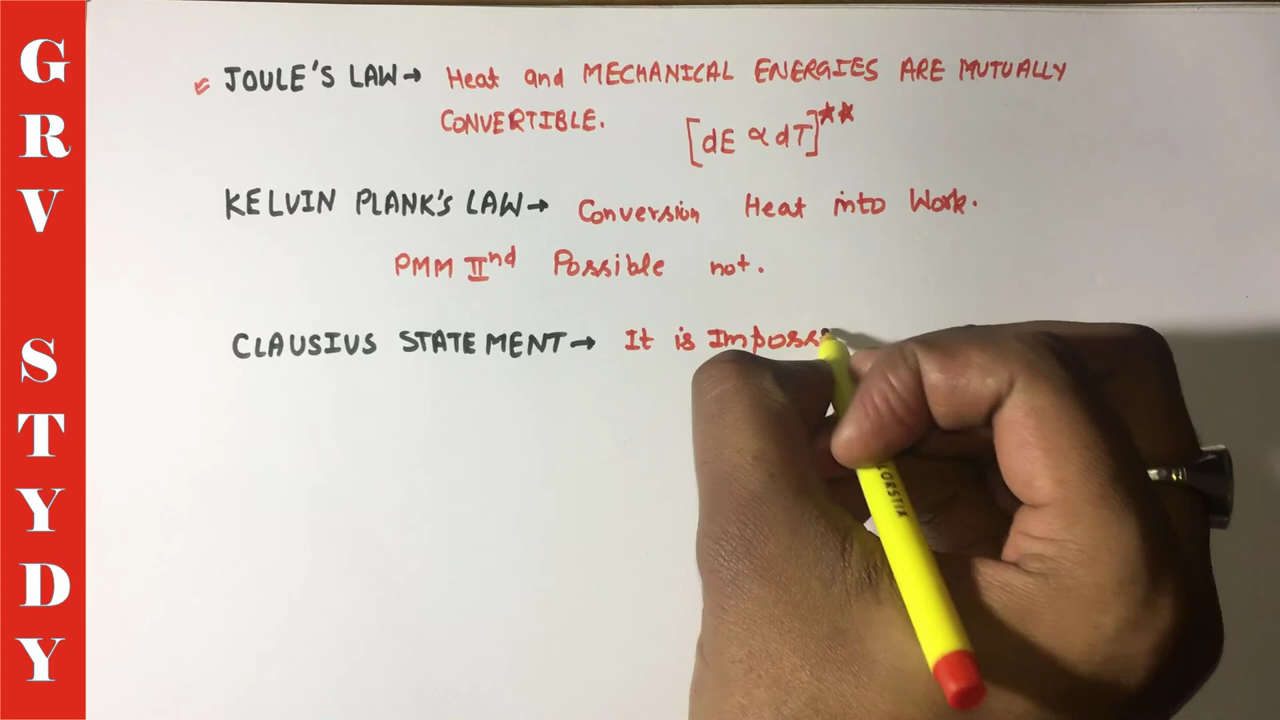 GRV STYDY
JOULE'S LAW→ Heat and MECHANICAL ENERGIES ARE MUTUALLY
CONVERTIBLE. [dE ∝ dT]**
KELVIN PLANK'S LAW→ Conversion Heat into Work.
PMM IInd Possible not.
CLAUSIUS STATEMENT→ It is Imposs